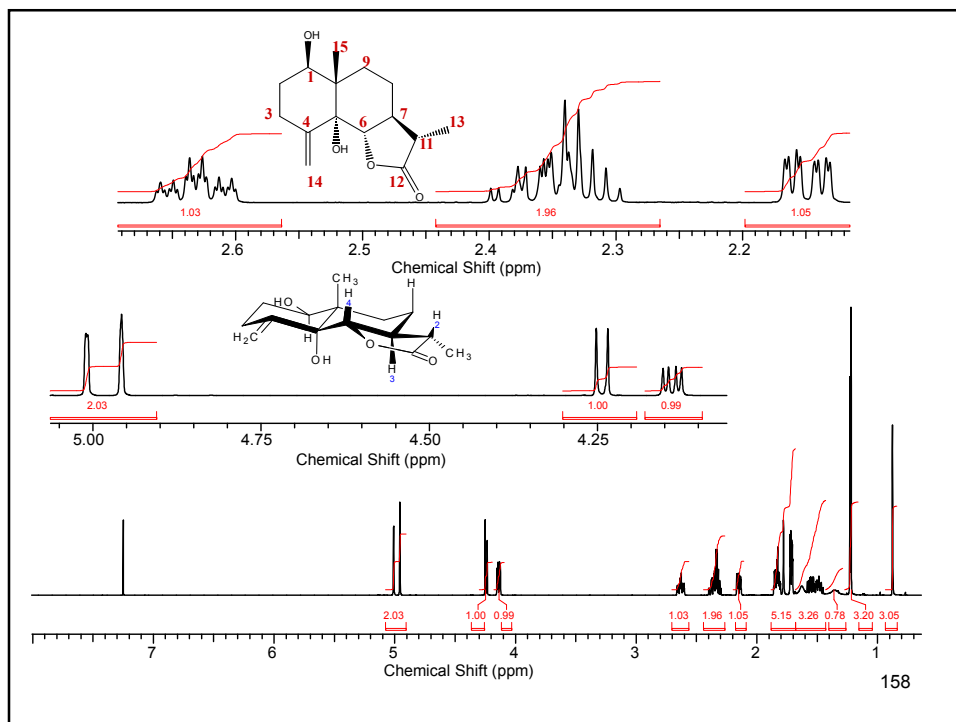 OH
15
9
1
3
7
13
4
6
OH
11
O
12
O
14
1.03
1.96
1.05
2.6
2.5
2.4
2.3
2.2
Chemical Shift (ppm)
CH3
H
H
HO
4
H
2
H2C
H
O
CH3
OH
H
O
3
2.03
1.00
0.99
5.00
4.75
4.50
4.25
Chemical Shift (ppm)
2.03
1.00
0.99
1.03
1.96
1.05
5.15
3.26
0.78
3.20
3.05
7
6
5
4
3
2
1
Chemical Shift (ppm)
158